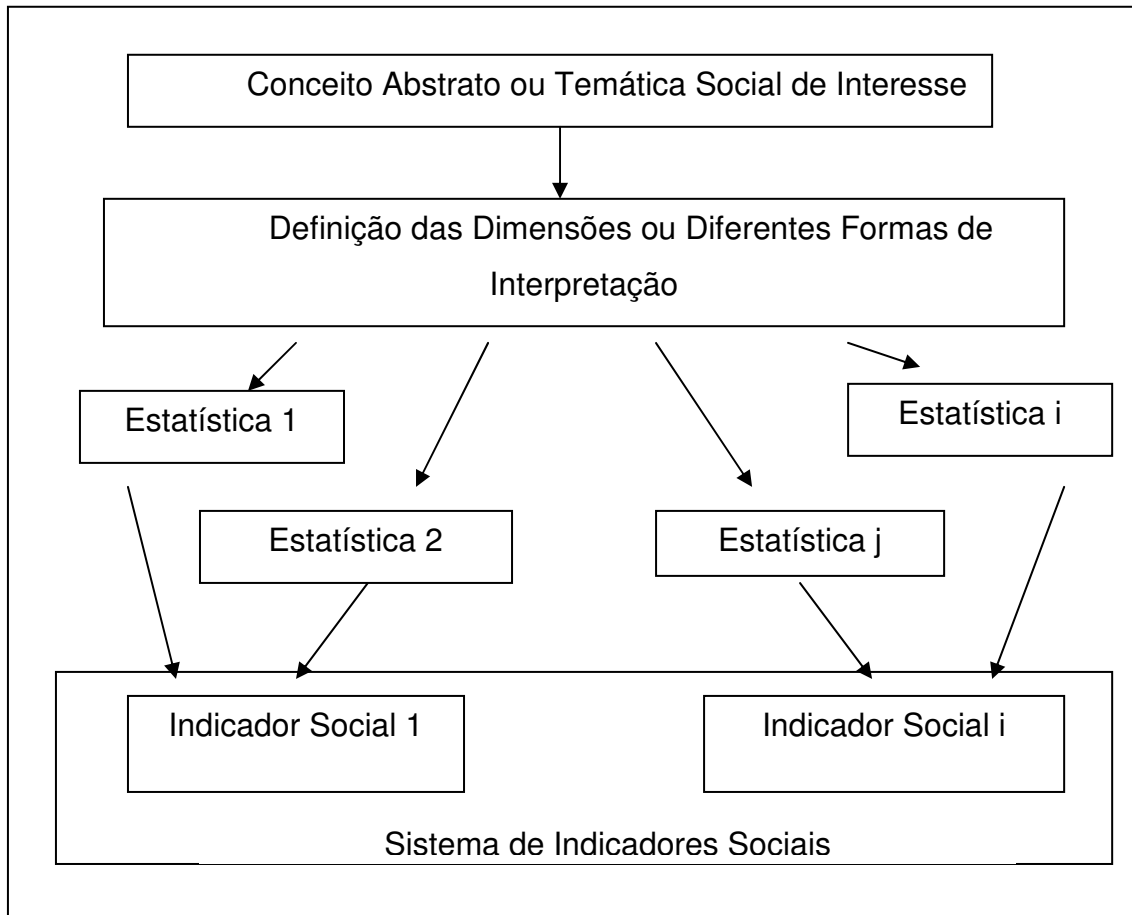 Conceito Abstrato ou Temática Social de Interesse
Definição das Dimensões ou Diferentes Formas de
Interpretação
Estatística 1
Estatística i
Estatística 2
Estatística j
Indicador Social 1
Indicador Social i
Sistema de Indicadores Sociais